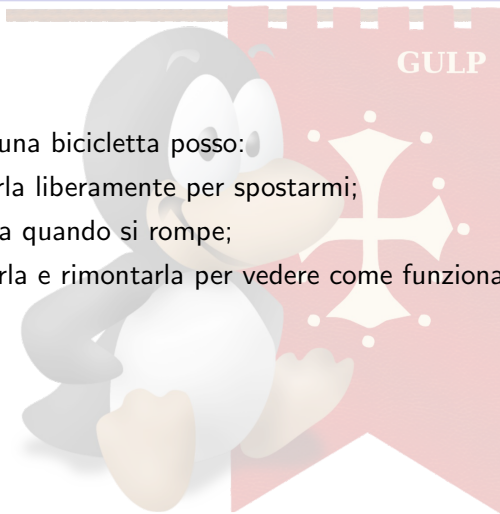 GULP
una bicicletta posso:
rla liberamente per spostarmi;
a quando si rompe;
rla e rimontarla per vedere come funziona